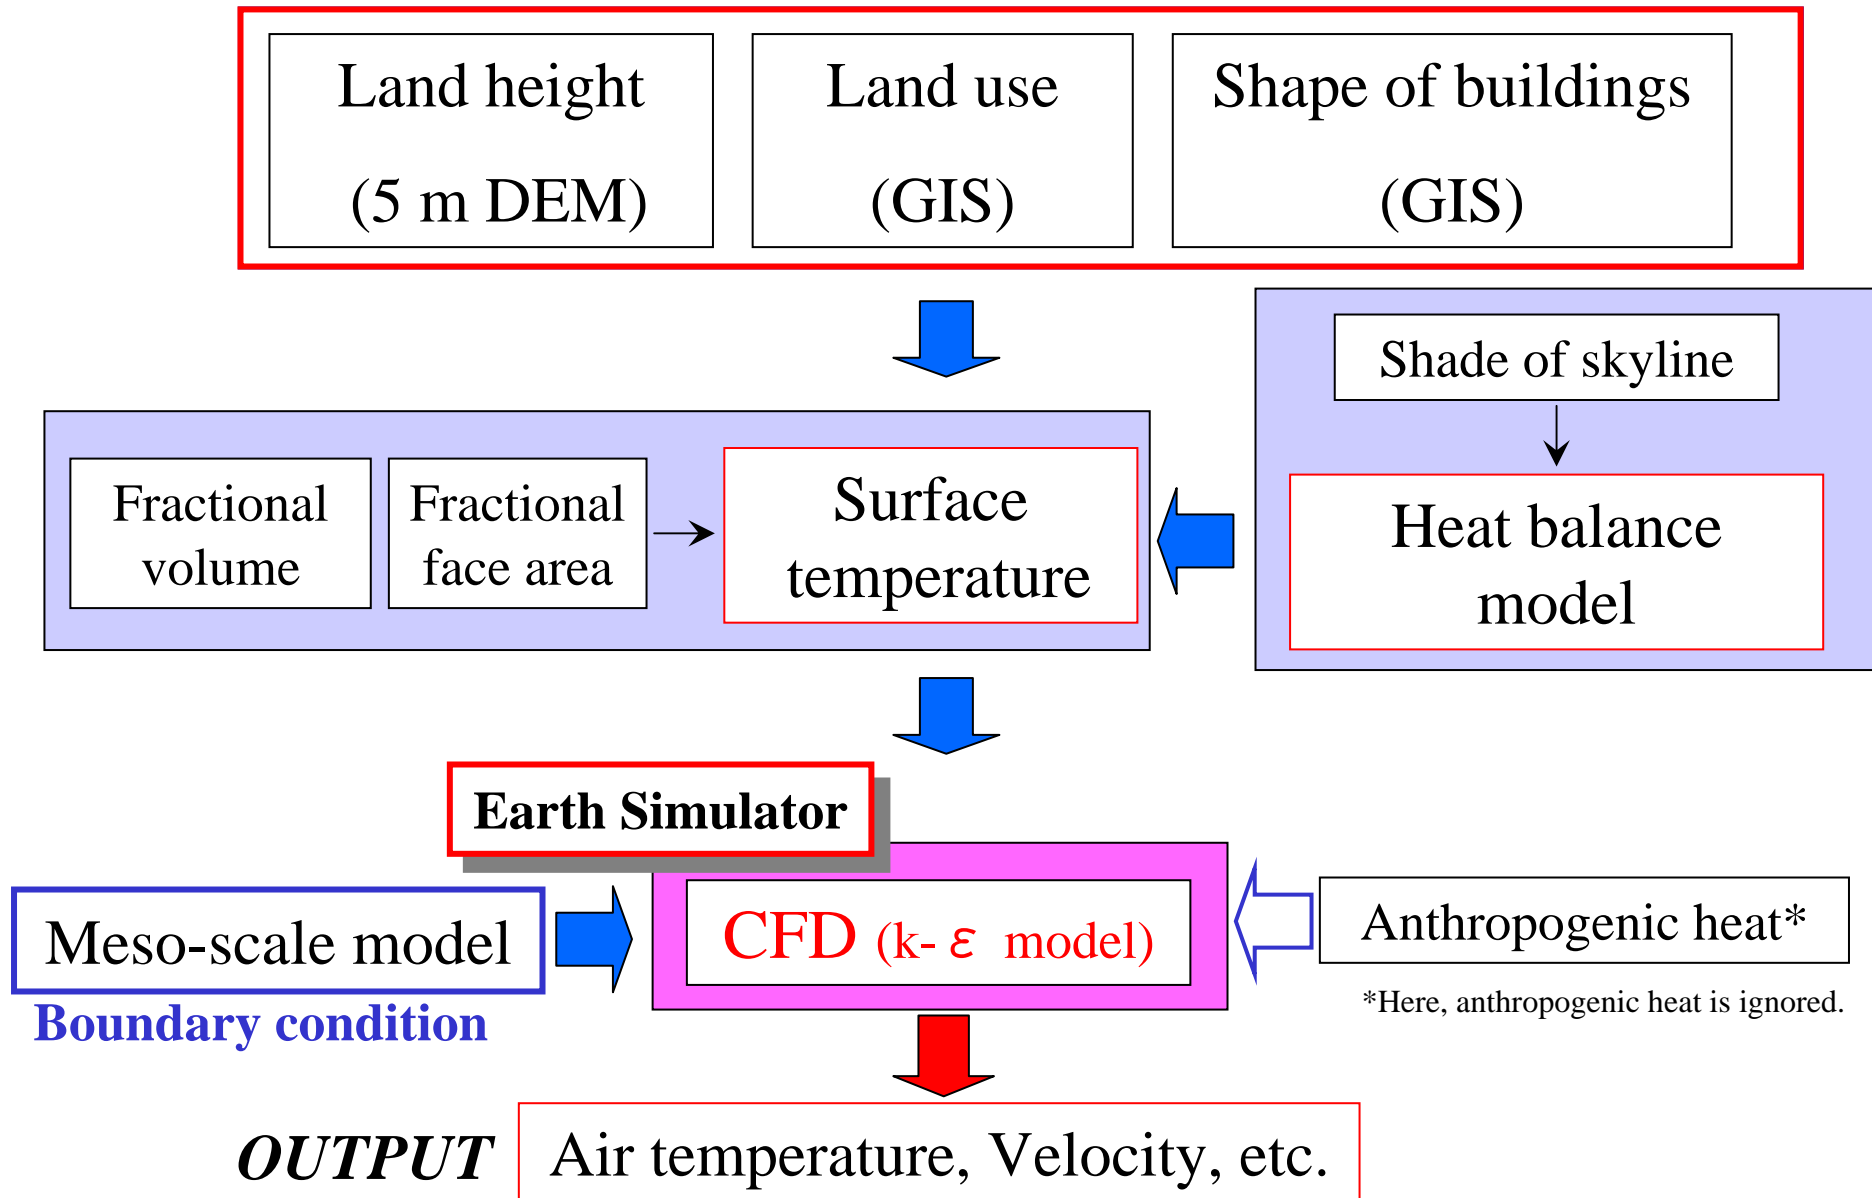 Land height
(5 m DEM)
Land use
(GIS)
Shape of buildings
(GIS)
Shade of skyline
Heat balance
model
Fractional
volume
Fractional
face area
Surface
temperature
Earth Simulator
Meso-scale model
Boundary condition
CFD (k- ε model)
Anthropogenic heat*
*Here, anthropogenic heat is ignored.
OUTPUT
Air temperature, Velocity, etc.